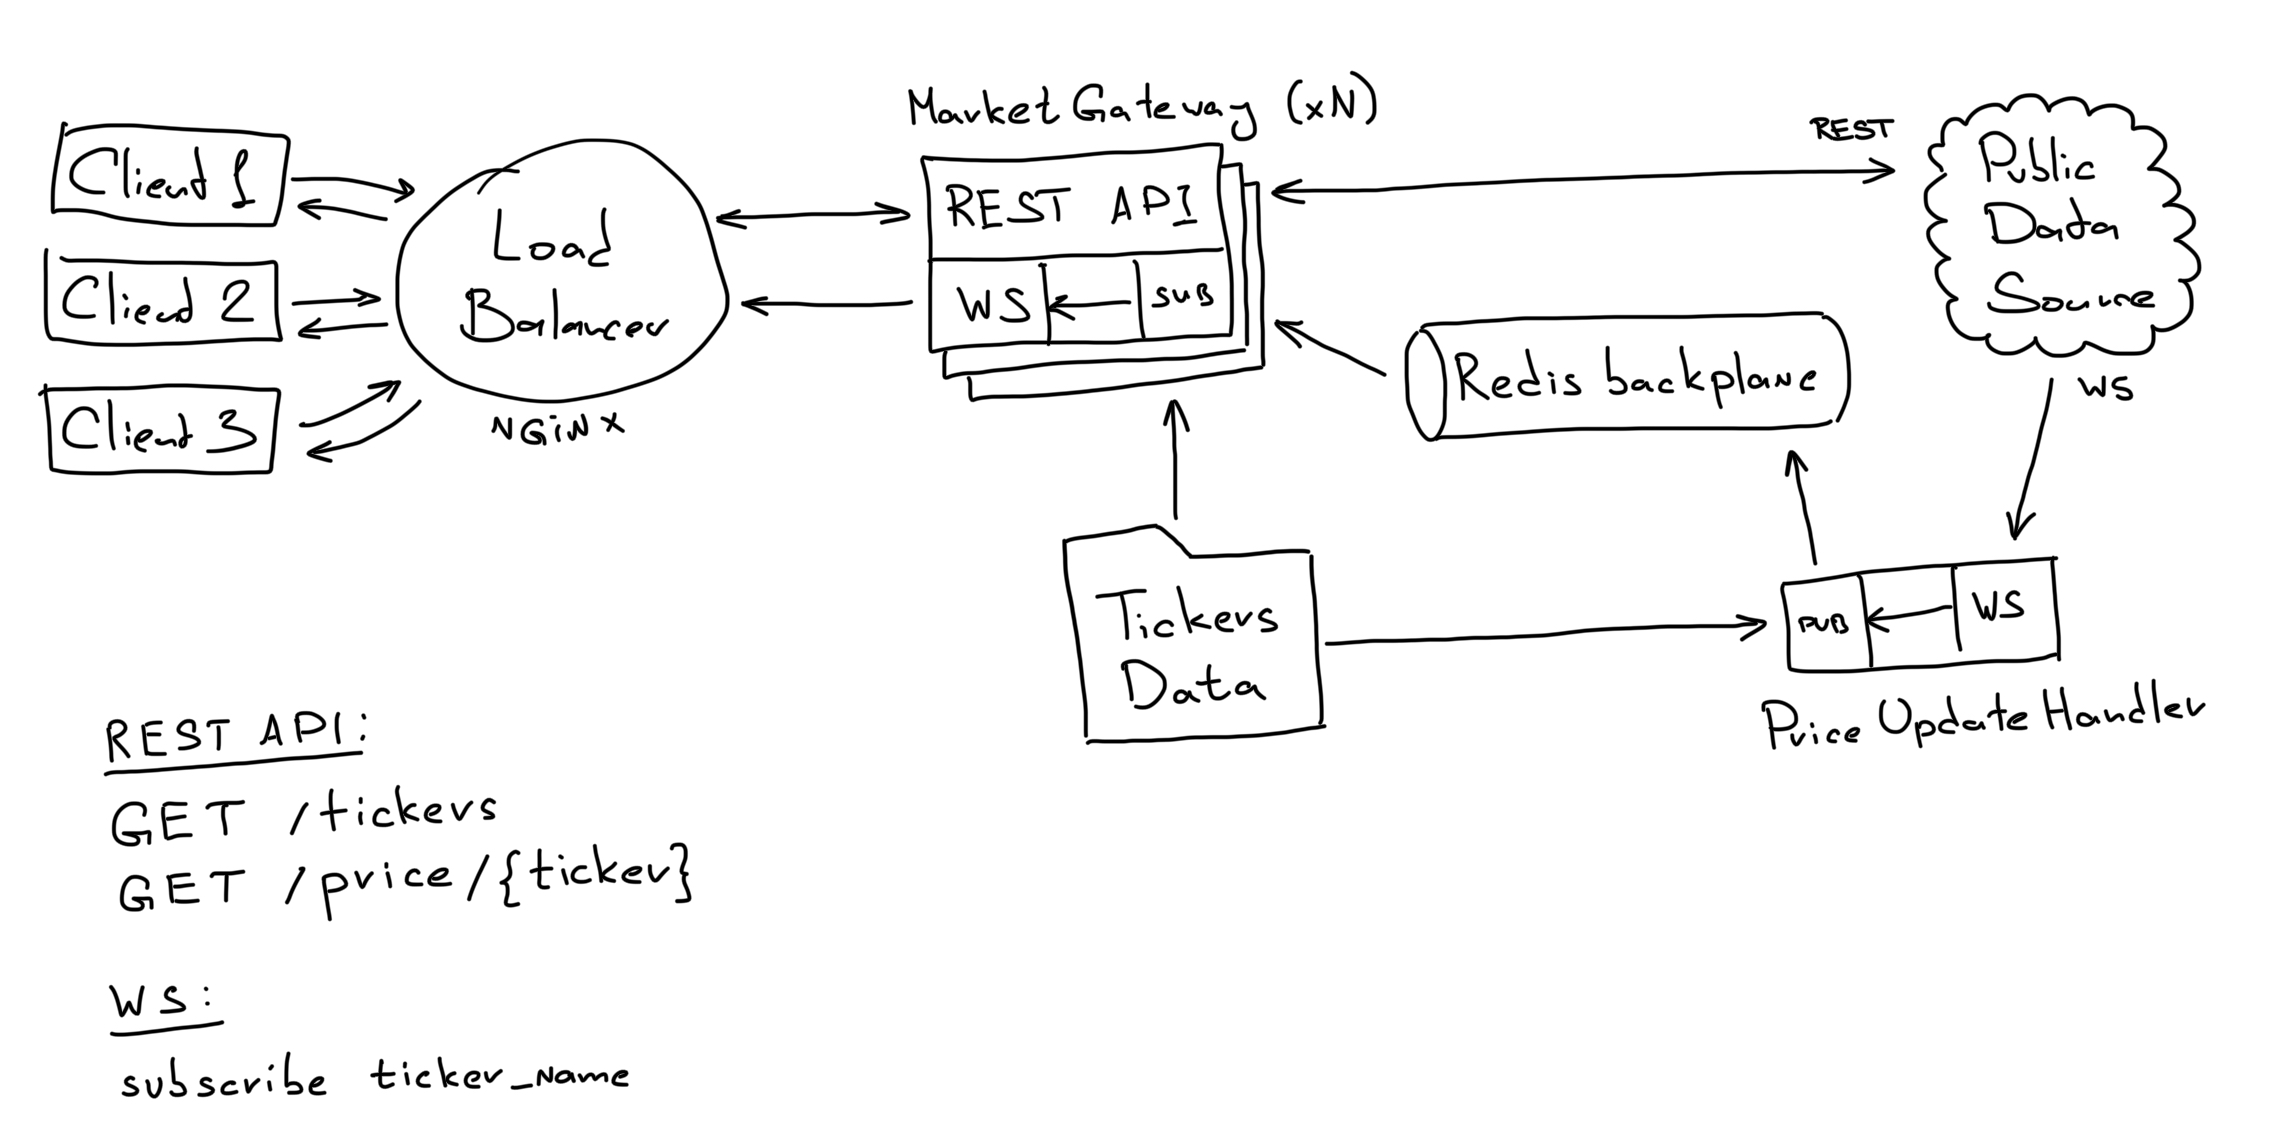 Market Gateway (xN)
Client 1
Client 2
Client 3
Load
Balancer
NGiNX
REST API
WS
SUB
REST
Public
Data
Source
WS
Redis backplane
Tickers
Data
PUB
WS
Price Update Handler
REST API:
GET /tickers
GET /price/{ticker}
WS:
subscribe ticker_name